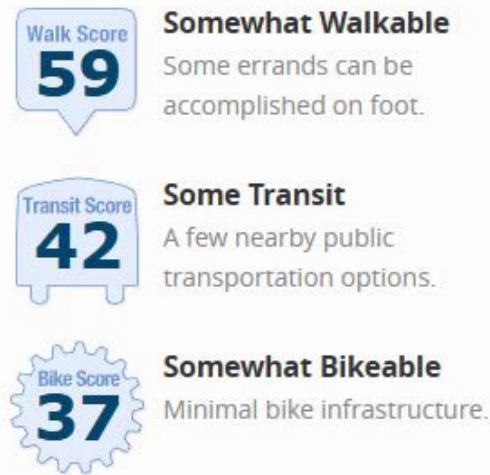 Walk Score
59
Somewhat Walkable
Some errands can be
accomplished on foot.
Transit Score
42
Some Transit
A few nearby public
transportation options.
Bike Score
37
Somewhat Bikeable
Minimal bike infrastructure.